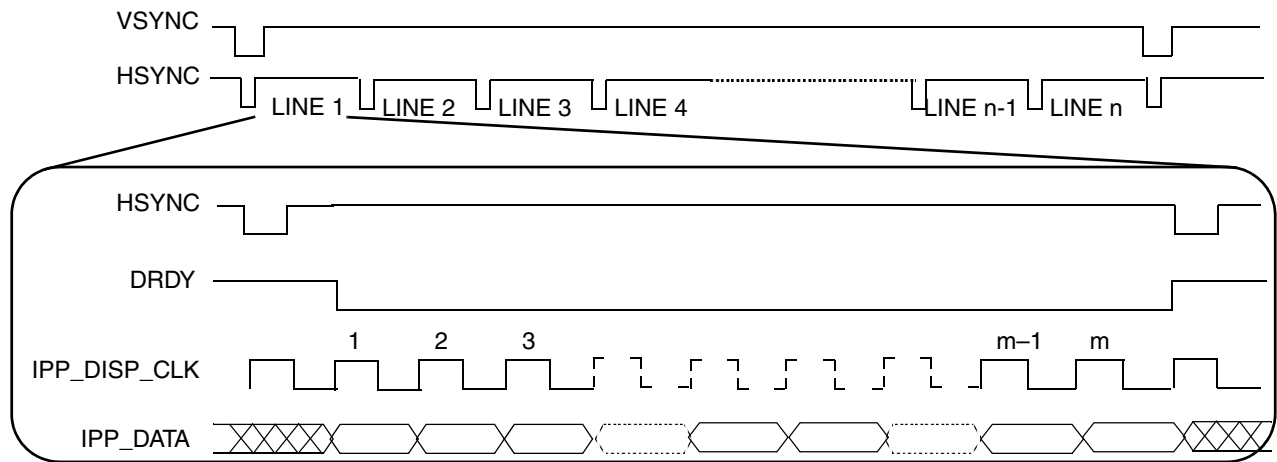 VSYNC
HSYNC
LINE 1 LINE 2 LINE 3 LINE 4 LINE n-1 LINE n
HSYNC
DRDY
1 2 3 m–1 m
IPP_DISP_CLK
IPP_DATA